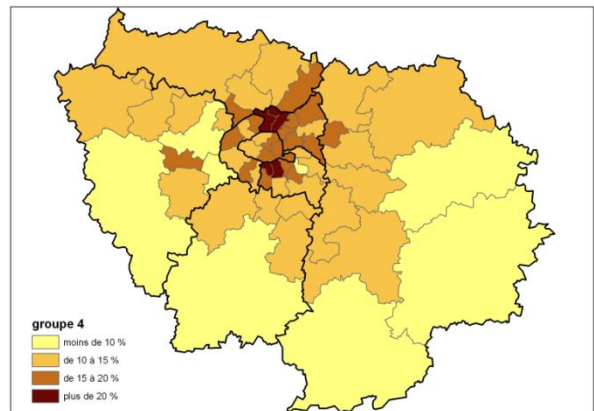 groupe 4
moins de 10 %
de 10 à 15 %
de 15 à 20 %
plus de 20 %